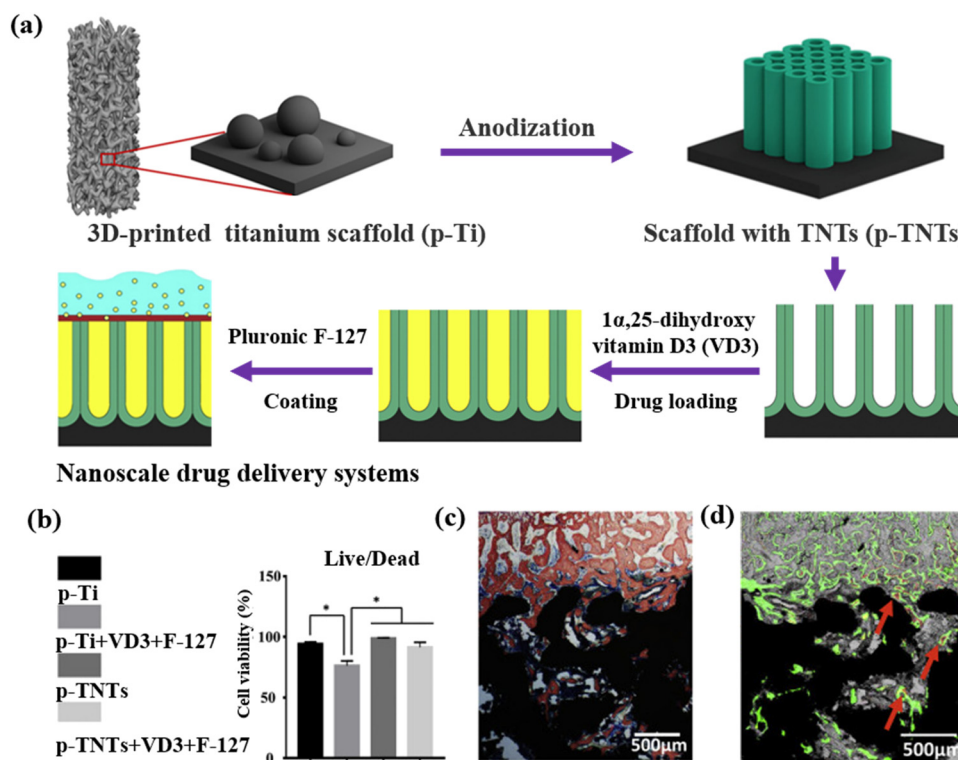 (a)
Anodization
3D-printed titanium scaffold (p-Ti)
Scaffold with TNTs (p-TNTs
Pluronic F-127
Coating
1α,25-dihydroxy
vitamin D3 (VD3)
Drug loading
Nanoscale drug delivery systems
(b)
p-Ti
p-Ti+VD3+F-127
p-TNTs
p-TNTs+VD3+F-127
Live/Dead
Cell viability (%)
150
100
50
0
*
*
(c)
500μm
(d)
500μm